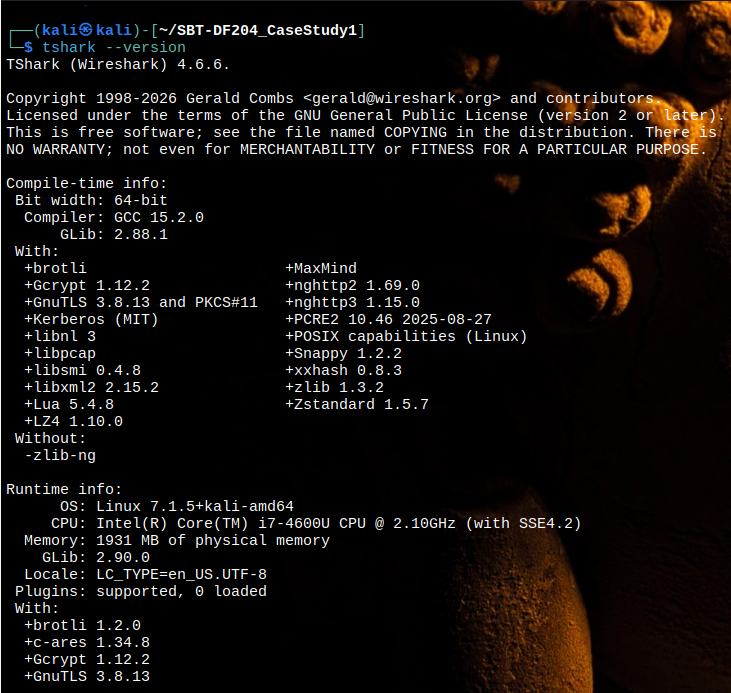 ┌──(kali㉿kali)-[~/SBT-DF204_CaseStudy1]
└─$ tshark --version
TShark (Wireshark) 4.6.6.

Copyright 1998-2026 Gerald Combs <gerald@wireshark.org> and contributors.
Licensed under the terms of the GNU General Public License (version 2 or later).
This is free software; see the file named COPYING in the distribution. There is
NO WARRANTY; not even for MERCHANTABILITY or FITNESS FOR A PARTICULAR PURPOSE.

Compile-time info:
 Bit width: 64-bit
  Compiler: GCC 15.2.0
      GLib: 2.88.1
 With:
  +brotli                      +MaxMind
  +Gcrypt 1.12.2               +nghttp2 1.69.0
  +GnuTLS 3.8.13 and PKCS#11   +nghttp3 1.15.0
  +Kerberos (MIT)              +PCRE2 10.46 2025-08-27
  +libnl 3                     +POSIX capabilities (Linux)
  +libpcap                     +Snappy 1.2.2
  +libsmi 0.4.8                +xxhash 0.8.3
  +libxml2 2.15.2              +zlib 1.3.2
  +Lua 5.4.8                   +Zstandard 1.5.7
  +LZ4 1.10.0
 Without:
  -zlib-ng

Runtime info:
      OS: Linux 7.1.5+kali-amd64
     CPU: Intel(R) Core(TM) i7-4600U CPU @ 2.10GHz (with SSE4.2)
  Memory: 1931 MB of physical memory
    GLib: 2.90.0
  Locale: LC_TYPE=en_US.UTF-8
 Plugins: supported, 0 loaded
 With:
  +brotli 1.2.0
  +c-ares 1.34.8
  +Gcrypt 1.12.2
  +GnuTLS 3.8.13